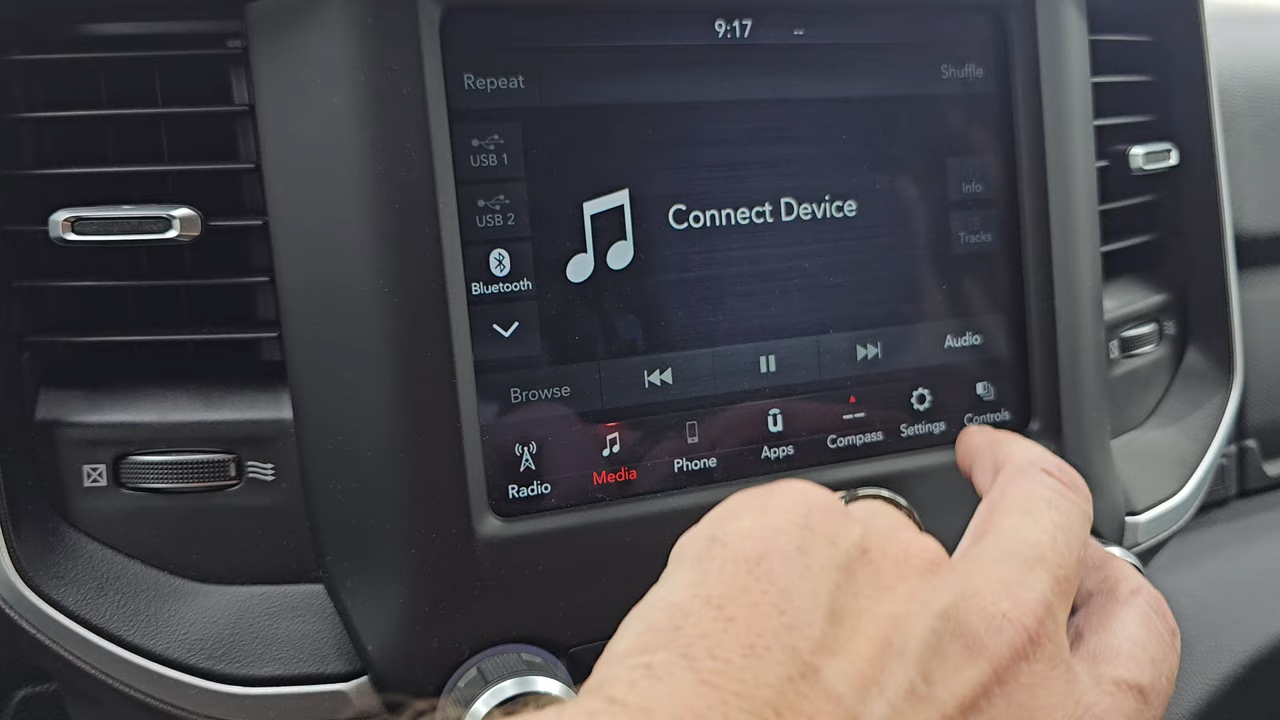 9:17 --
Repeat
Shuffle
USB 1
USB 2
Bluetooth
Connect Device
Info
Tracks
Browse
Audio
Radio
Media
Phone
Apps
Compass
Settings
Controls